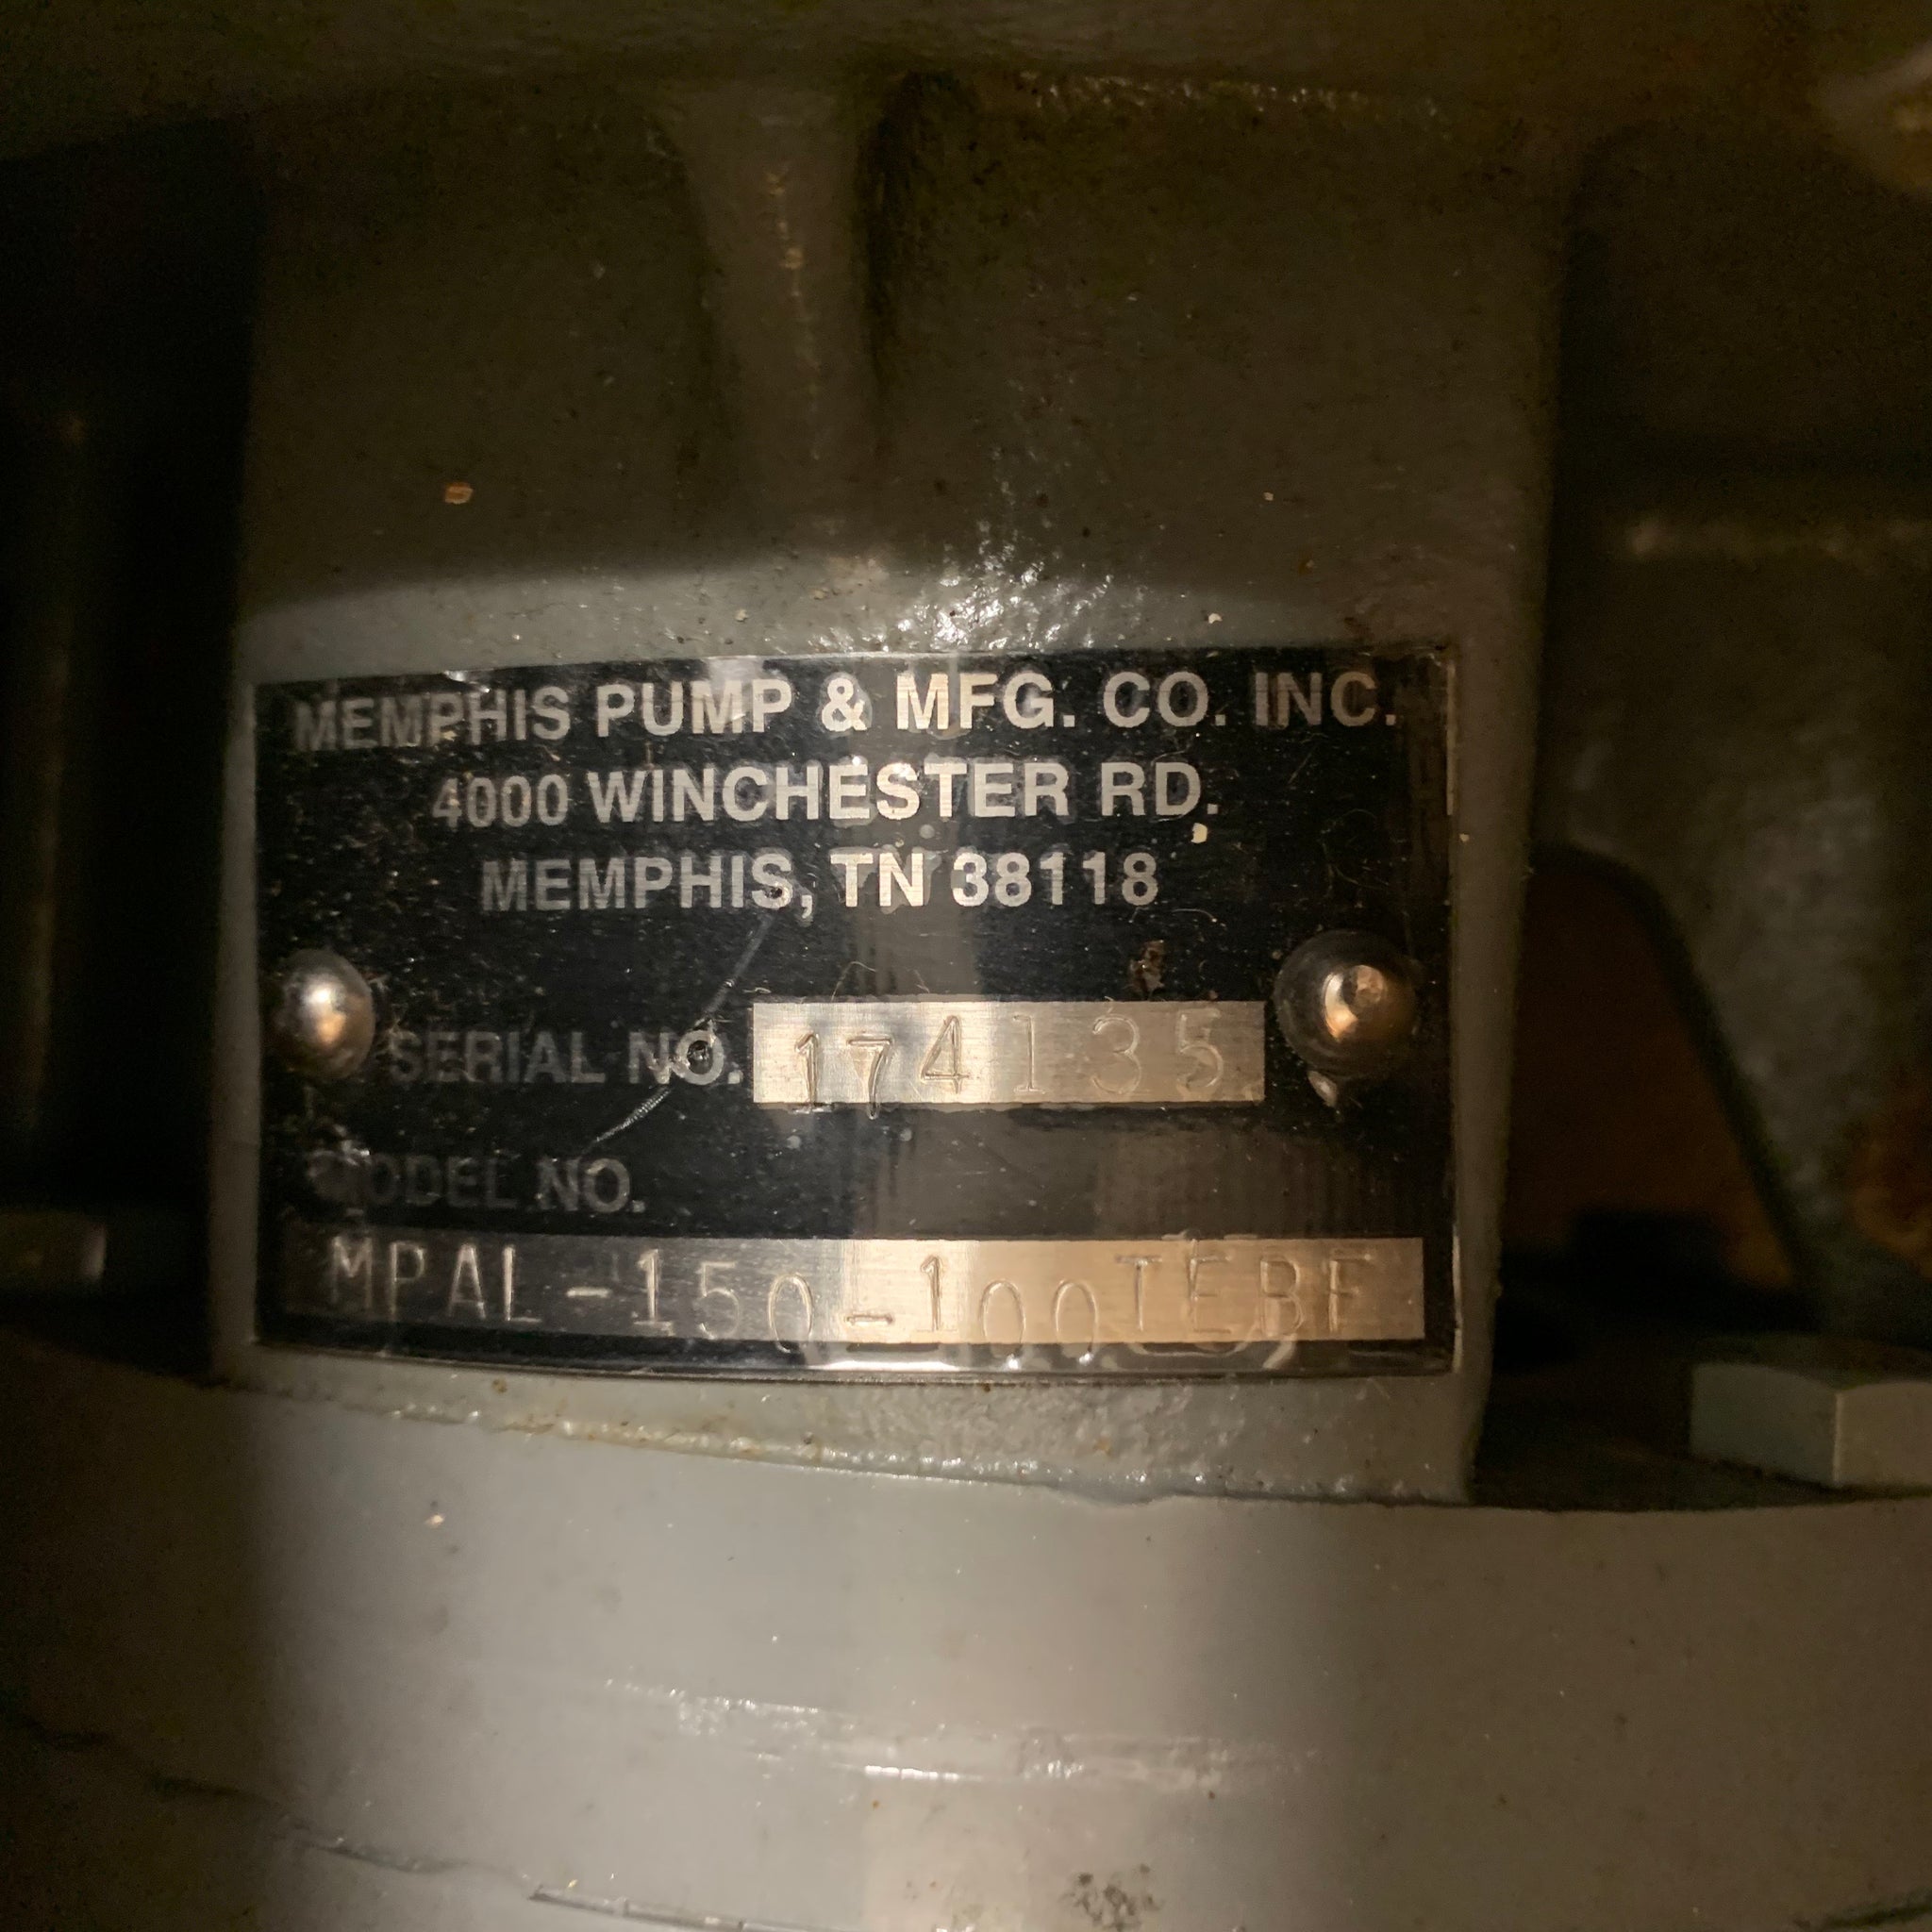 MEMPHIS PUMP & MFG. CO. INC.
4000 WINCHESTER RD.
MEMPHIS, TN 38118
SERIAL NO. 174135
MODEL NO.
MPAL-150-100TEBF